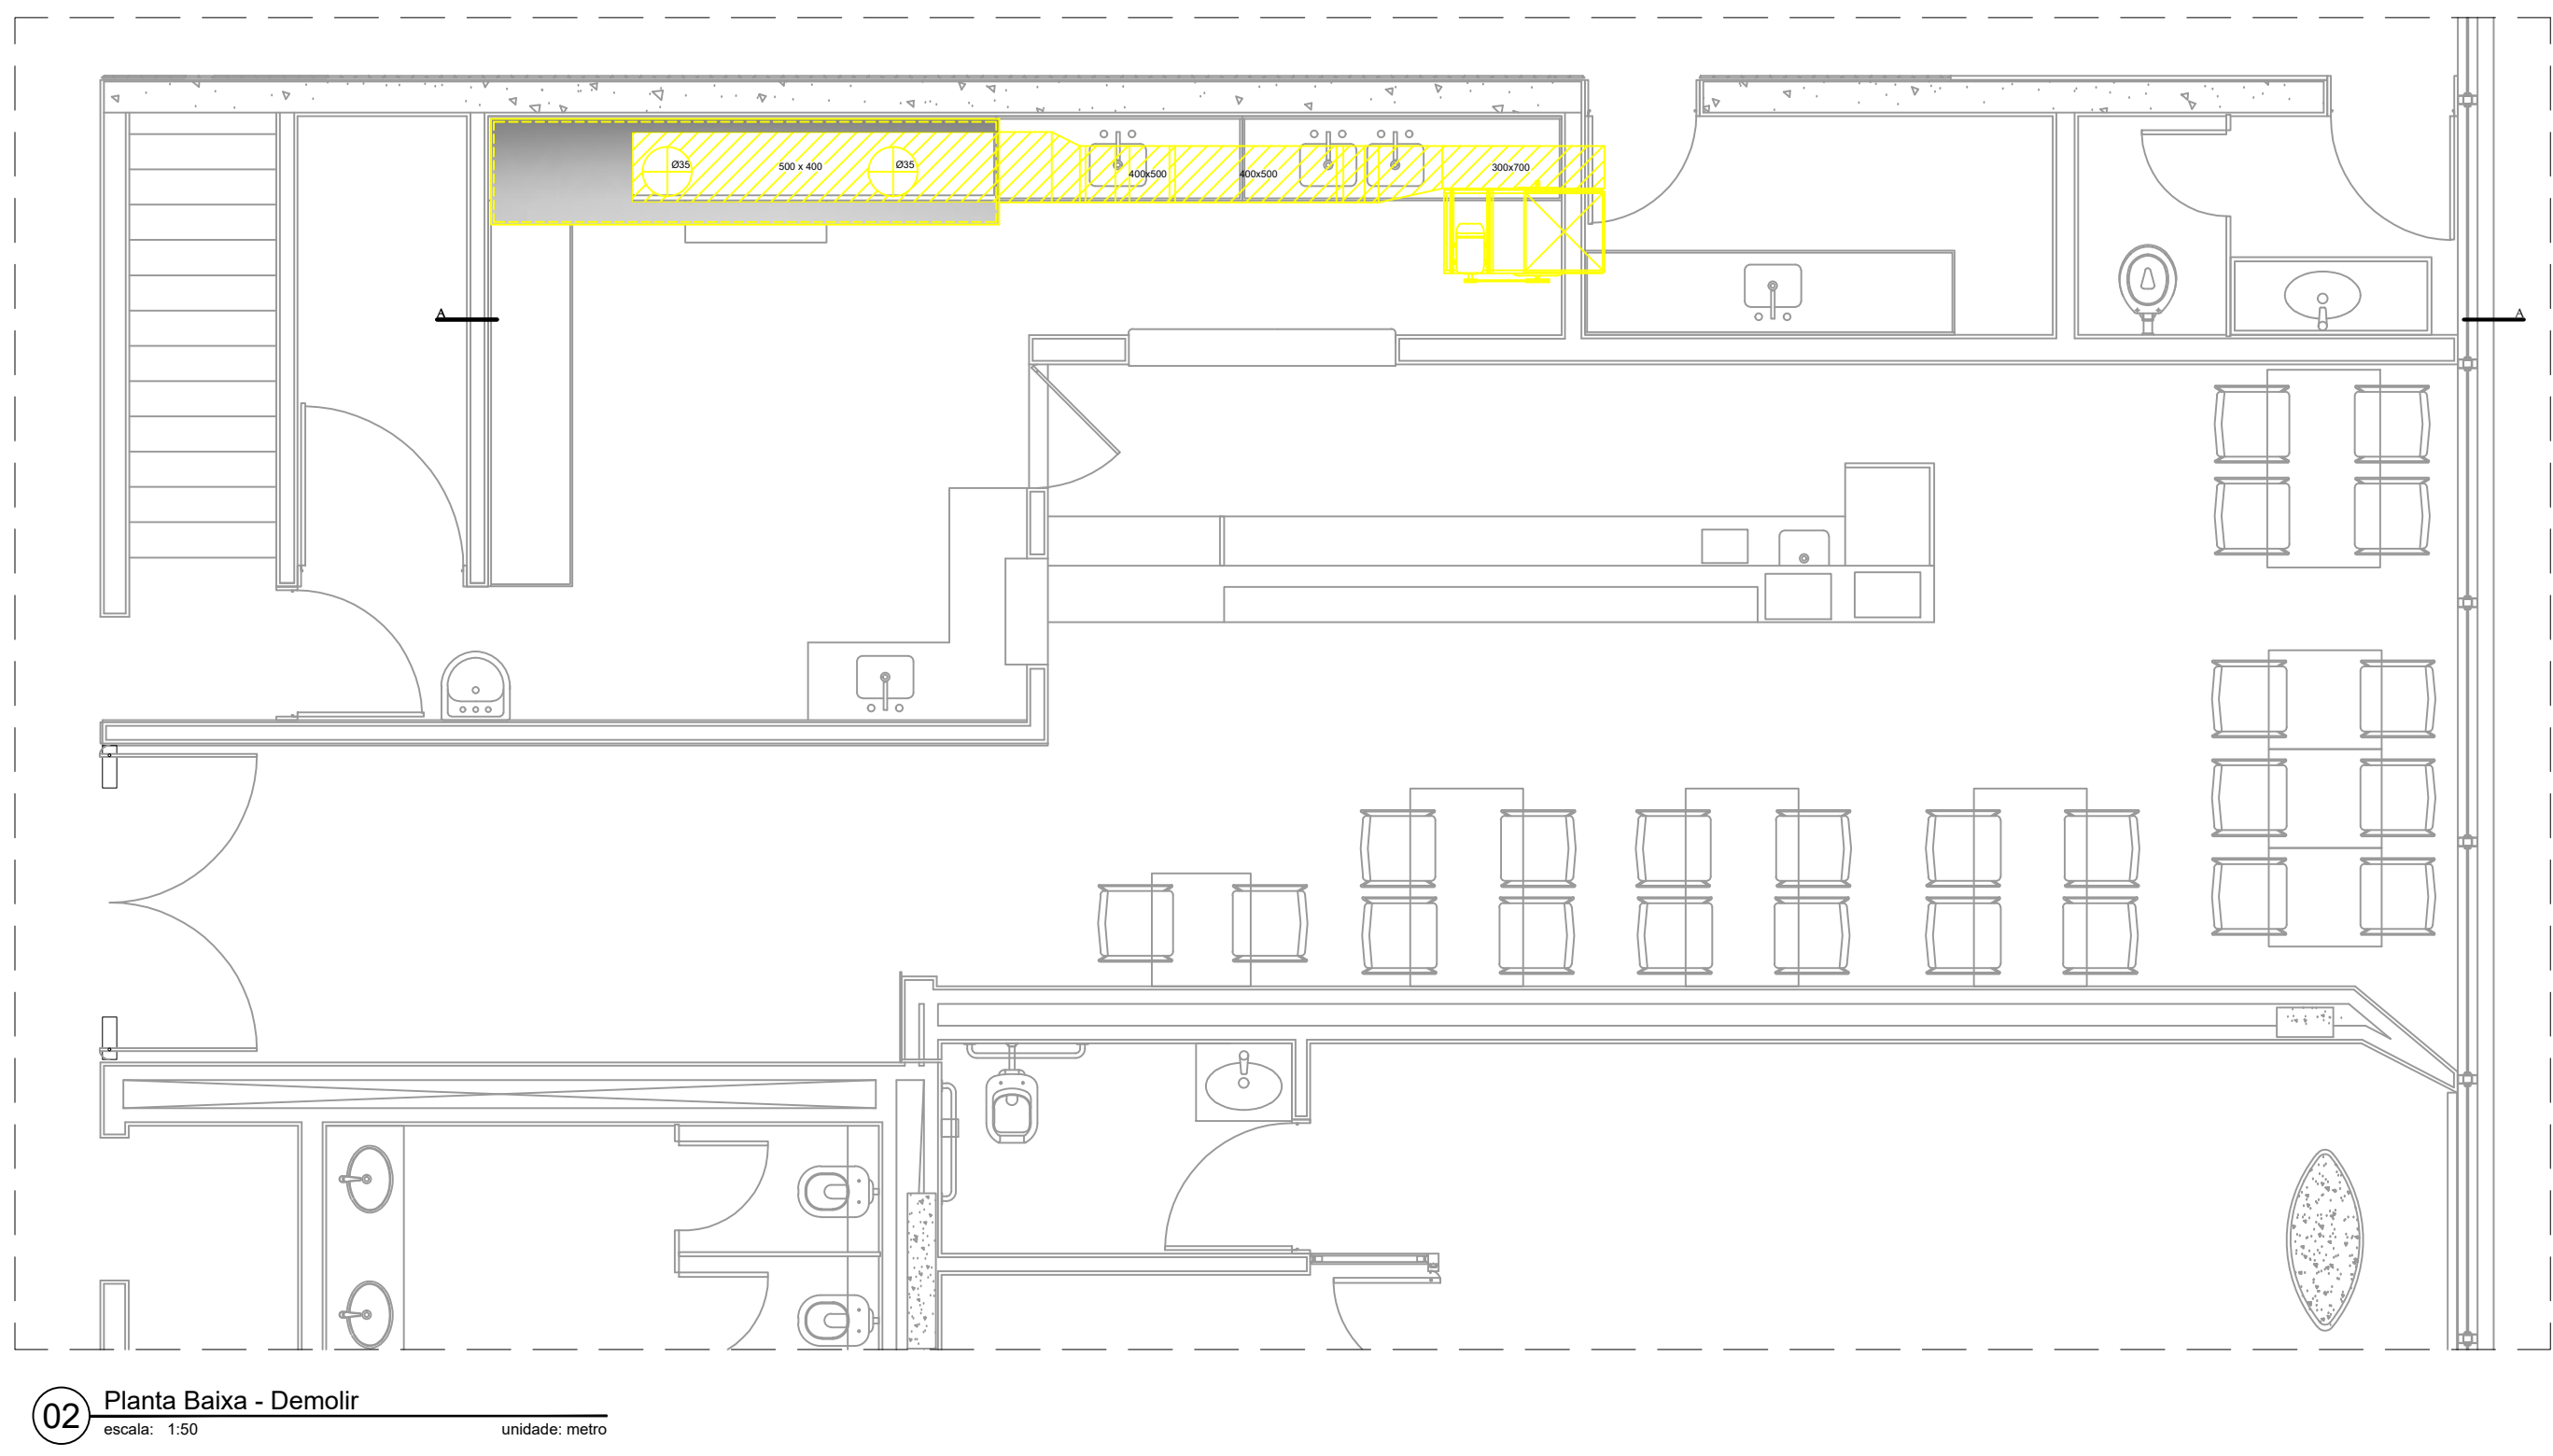 Ø35
500 x 400
Ø35
400x500
400x500
300x700
A
A
02
Planta Baixa - Demolir
escala: 1:50
unidade: metro